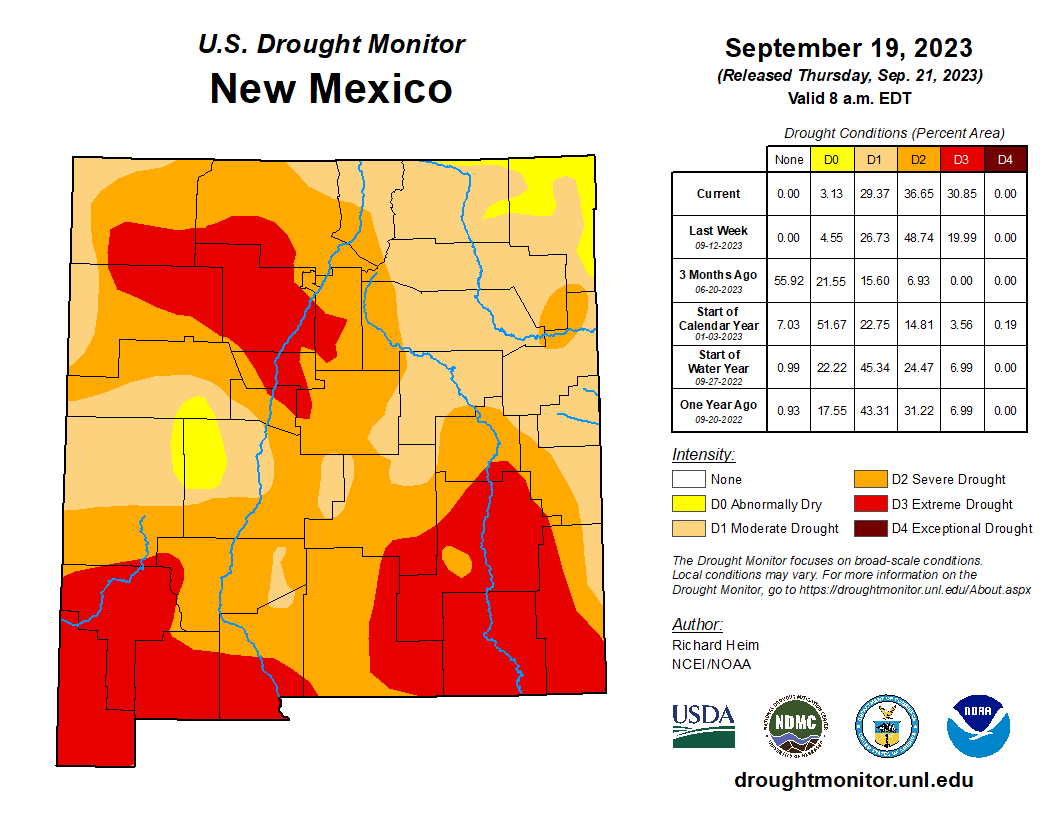 U.S. Drought Monitor
New Mexico
September 19, 2023
(Released Thursday, Sep. 21, 2023)
Valid 8 a.m. EDT
Drought Conditions (Percent Area)
None D0 D1 D2 D3 D4
Current 0.00 3.13 29.37 36.65 30.85 0.00
Last Week
09-12-2023
0.00 4.55 26.73 48.74 19.99 0.00
3 Months Ago
06-20-2023
55.92 21.55 15.60 6.93 0.00 0.00
Start of
Calendar Year
01-03-2023
7.03 51.67 22.75 14.81 3.56 0.19
Start of
Water Year
09-27-2022
0.99 22.22 45.34 24.47 6.99 0.00
One Year Ago
09-20-2022
0.93 17.55 43.31 31.22 6.99 0.00
Intensity:
None
D0 Abnormally Dry
D1 Moderate Drought
D2 Severe Drought
D3 Extreme Drought
D4 Exceptional Drought
The Drought Monitor focuses on broad-scale conditions.
Local conditions may vary. For more information on the
Drought Monitor, go to https://droughtmonitor.unl.edu/About.aspx
Author:
Richard Heim
NCEI/NOAA
USDA
NDMC
NOAA
droughtmonitor.unl.edu